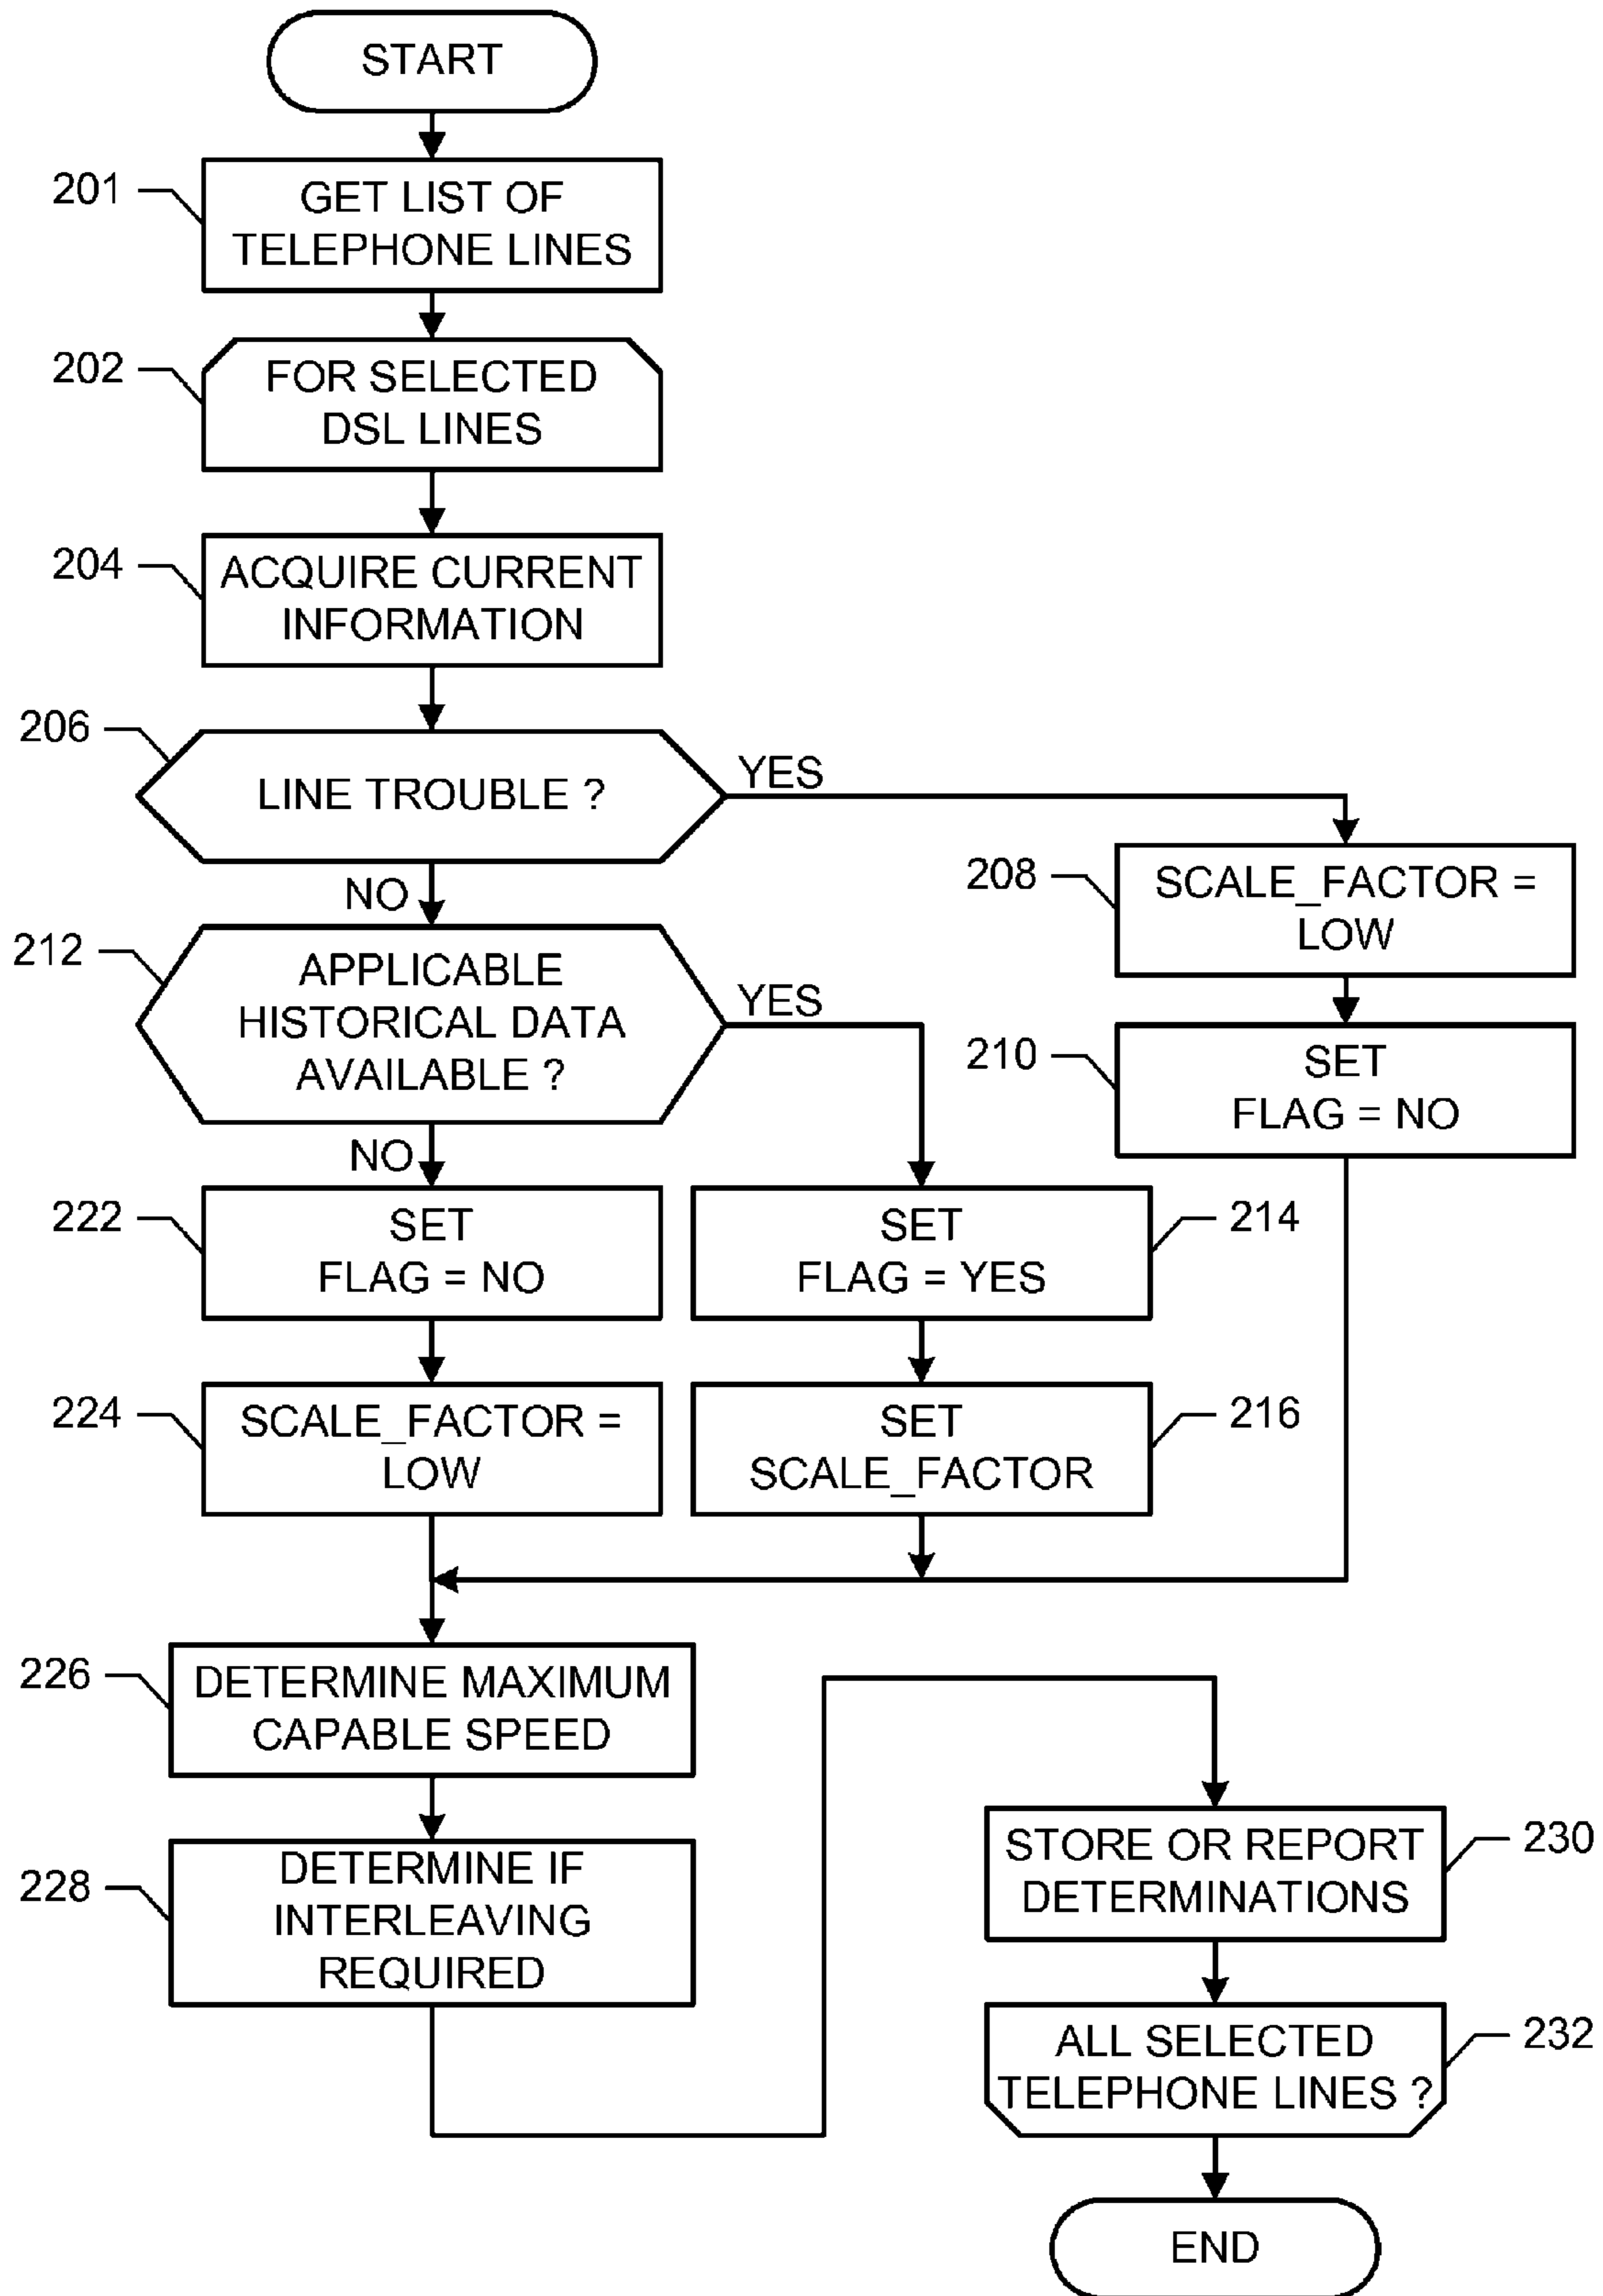 START
201
GET LIST OF
TELEPHONE LINES
202
FOR SELECTED
DSL LINES
204
ACQUIRE CURRENT
INFORMATION
206
LINE TROUBLE ?
YES
NO
208
SCALE_FACTOR =
LOW
210
SET
FLAG = NO
212
APPLICABLE
HISTORICAL DATA
AVAILABLE ?
YES
NO
222
SET
FLAG = NO
214
SET
FLAG = YES
224
SCALE_FACTOR =
LOW
216
SET
SCALE_FACTOR
226
DETERMINE MAXIMUM
CAPABLE SPEED
228
DETERMINE IF
INTERLEAVING
REQUIRED
230
STORE OR REPORT
DETERMINATIONS
232
ALL SELECTED
TELEPHONE LINES ?
END